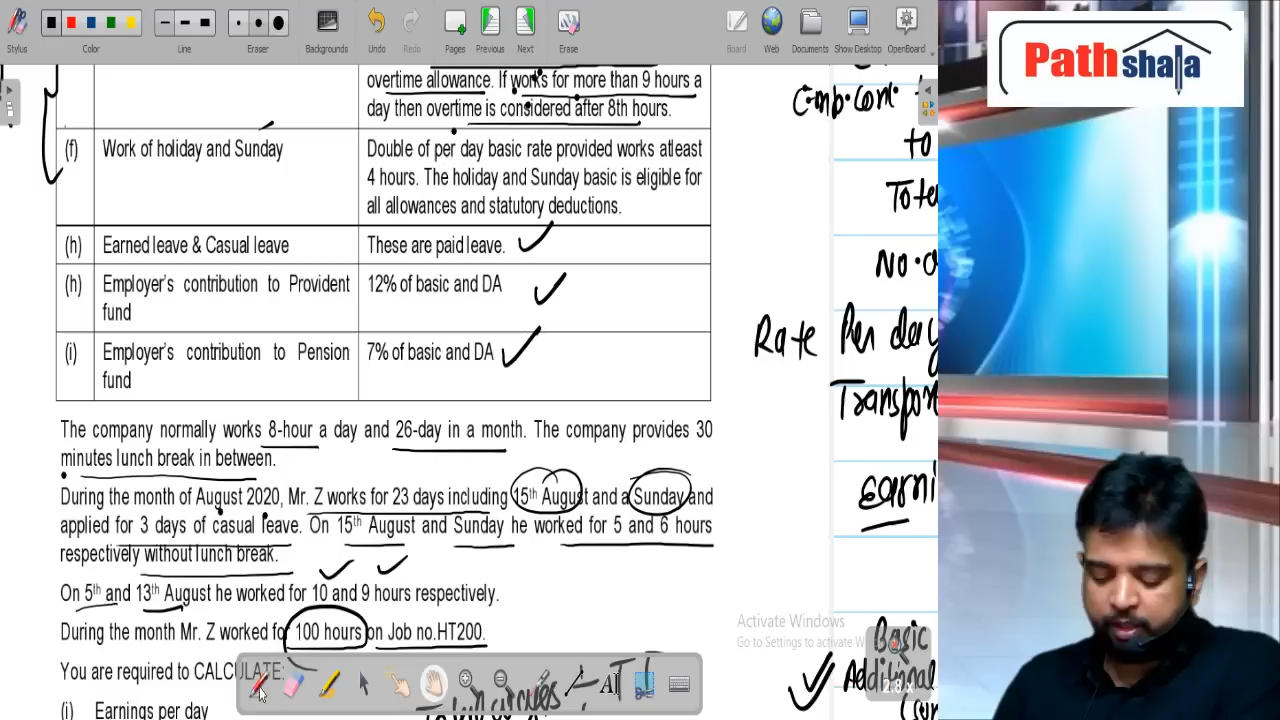 Stylus Color Line Eraser Backgrounds Undo Redo Pages Previous Next Erase Board Web Documents Show Desktop OpenBoard
Path shala
overtime allowance. If works for more than 9 hours a
day then overtime is considered after 8th hours.
(f) Work of holiday and Sunday Double of per day basic rate provided works atleast
4 hours. The holiday and Sunday basic is eligible for
all allowances and statutory deductions.
(h) Earned leave & Casual leave These are paid leave.
(h) Employer's contribution to Provident 12% of basic and DA
fund
(i) Employer's contribution to Pension 7% of basic and DA
fund
The company normally works 8-hour a day and 26-day in a month. The company provides 30
minutes lunch break in between.
During the month of August 2020, Mr. Z works for 23 days including 15th August and a Sunday and
applied for 3 days of casual leave. On 15th August and Sunday he worked for 5 and 6 hours
respectively without lunch break.
On 5th and 13th August he worked for 10 and 9 hours respectively.
During the month Mr. Z worked for 100 hours on Job no.HT200.
You are required to CALCULATE:
(i) Earnings per day
to
No.
Rate Per day
Transpor
Earni
Activate Windows
Go to Settings to activate W
Basic
2.8 x
Additional